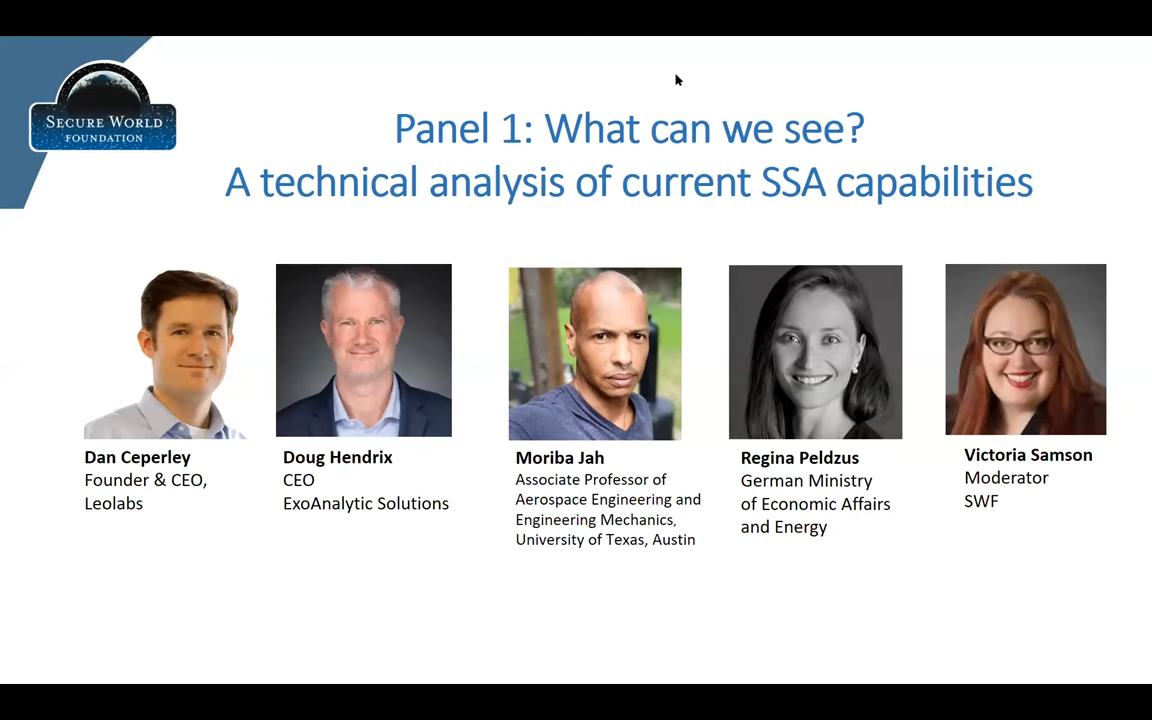 SECURE WORLD
FOUNDATION
Panel 1: What can we see?
A technical analysis of current SSA capabilities
Dan Ceperley
Founder & CEO,
Leolabs
Doug Hendrix
CEO
ExoAnalytic Solutions
Moriba Jah
Associate Professor of
Aerospace Engineering and
Engineering Mechanics,
University of Texas, Austin
Regina Peldzus
German Ministry
of Economic Affairs
and Energy
Victoria Samson
Moderator
SWF